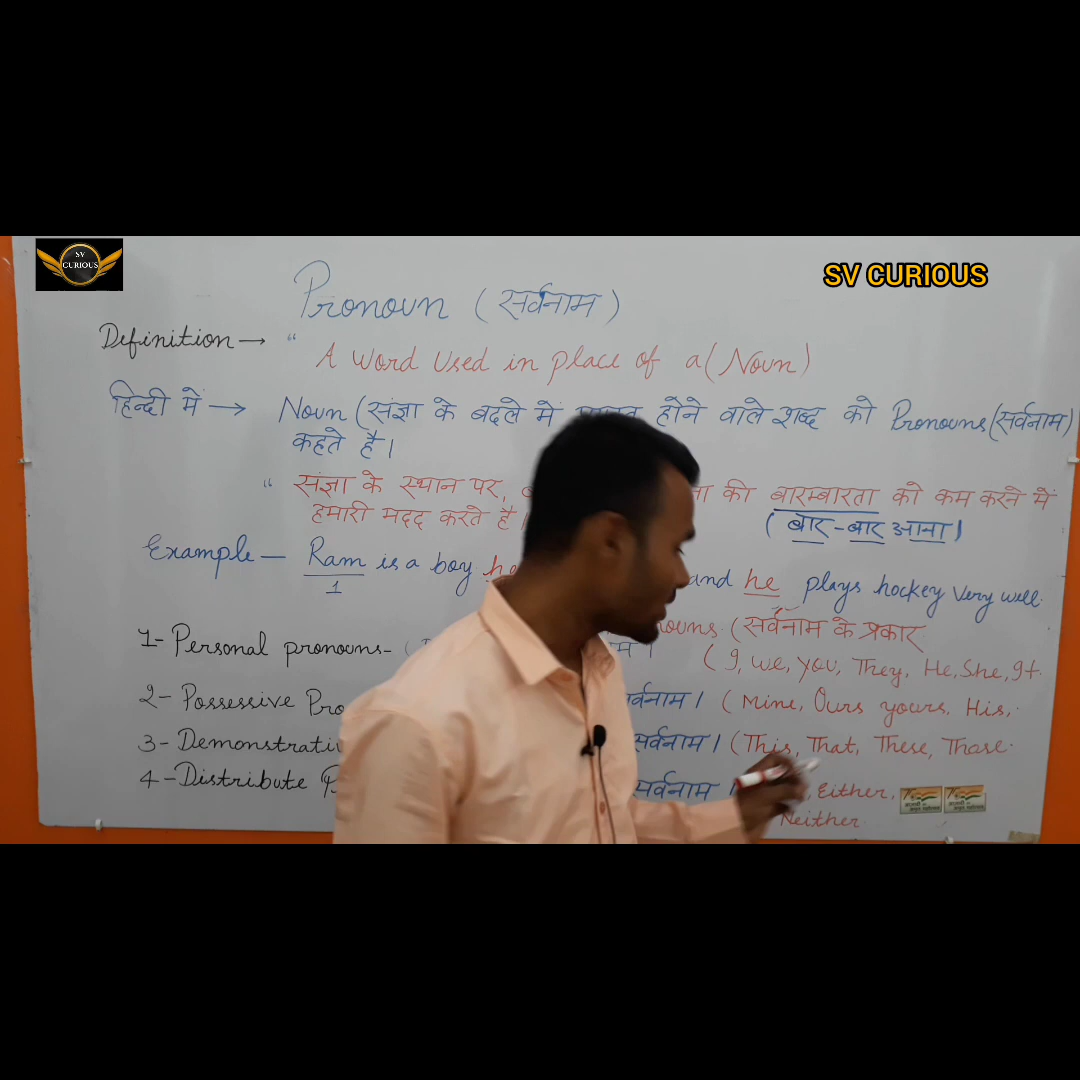 SV CURIOUS
SV CURIOUS
Pronoun (सर्वनाम)
Definition → "
A word used in place of a (Noun)
हिन्दी में → Noun (संज्ञा के बदले में होने वाले शब्द को Pronouns (सर्वनाम)
कहते है।
" संज्ञा के स्थान पर, की बारम्बारता को कम करने में
हमारी मदद करते है। (बार-बार आना)
Example - Ram is a boy he and he plays hockey very well.
1
(सर्वनाम के प्रकार
1- Personal pronouns- ( I, we, you, They, He, She, It.
2- Possessive सर्वनाम। ( Mine, Ours yours, His,
3- सर्वनाम। (This, That, These, Those.
4- Distribute सर्वनाम । Either,
Neither